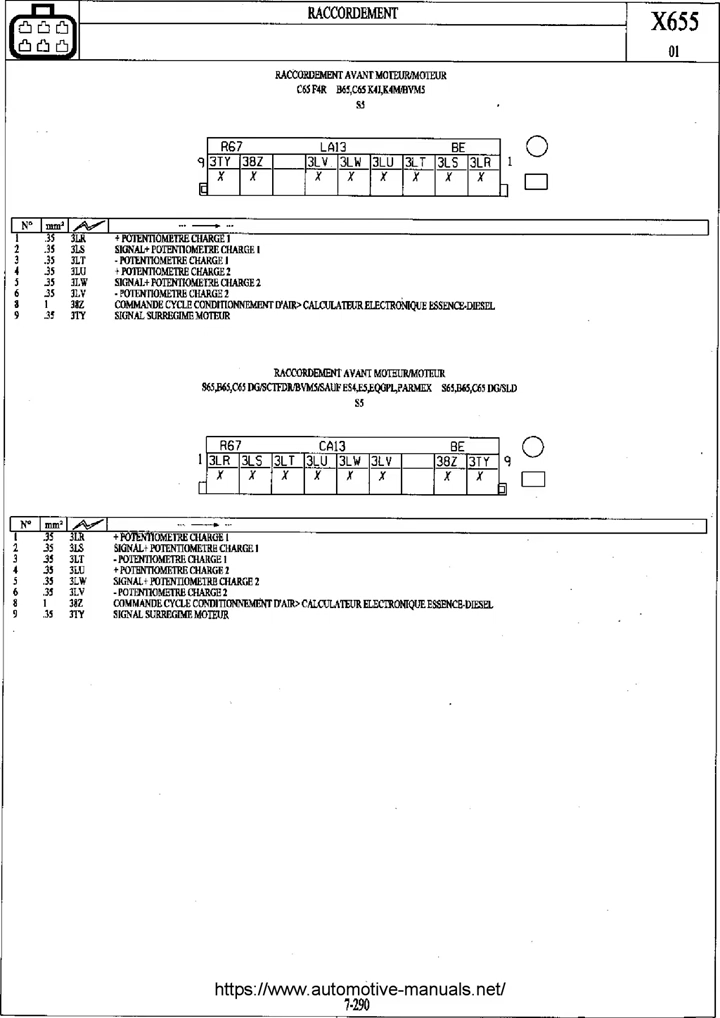 RACCORDEMENT
X655
01
RACCORDEMENT AVANT MOTEUR/MOTEUR
C65 F4R B65,C65 K4J,K4M/BVM5
S5
R67 LA13 BE
9 3TY 38Z 3LV 3LW 3LU 3LT 3LS 3LR 1
X X X X X X X X
N° mm² ... ...
1 .35 3LR + POTENTIOMETRE CHARGE 1
2 .35 3LS SIGNAL+ POTENTIOMETRE CHARGE 1
3 .35 3LT - POTENTIOMETRE CHARGE 1
4 .35 3LU + POTENTIOMETRE CHARGE 2
5 .35 3LW SIGNAL+ POTENTIOMETRE CHARGE 2
6 .35 3LV - POTENTIOMETRE CHARGE 2
8 1 38Z COMMANDE CYCLE CONDITIONNEMENT D'AIR> CALCULATEUR ELECTRONIQUE ESSENCE-DIESEL
9 .35 3TY SIGNAL SURREGIME MOTEUR
RACCORDEMENT AVANT MOTEUR/MOTEUR
S65,B65,C65 DG/SCTFDR/BVM5/SAUF ES4,E5,EQGPL,PARMEX S65,B65,C65 DG/SLD
S5
R67 CA13 BE
1 3LR 3LS 3LT 3LU 3LW 3LV 38Z 3TY 9
X X X X X X X X
N° mm² ... ...
1 .35 3LR + POTENTIOMETRE CHARGE 1
2 .35 3LS SIGNAL+ POTENTIOMETRE CHARGE 1
3 .35 3LT - POTENTIOMETRE CHARGE 1
4 .35 3LU + POTENTIOMETRE CHARGE 2
5 .35 3LW SIGNAL+ POTENTIOMETRE CHARGE 2
6 .35 3LV - POTENTIOMETRE CHARGE 2
8 1 38Z COMMANDE CYCLE CONDITIONNEMENT D'AIR> CALCULATEUR ELECTRONIQUE ESSENCE-DIESEL
9 .35 3TY SIGNAL SURREGIME MOTEUR
https://www.automotive-manuals.net/
7-290